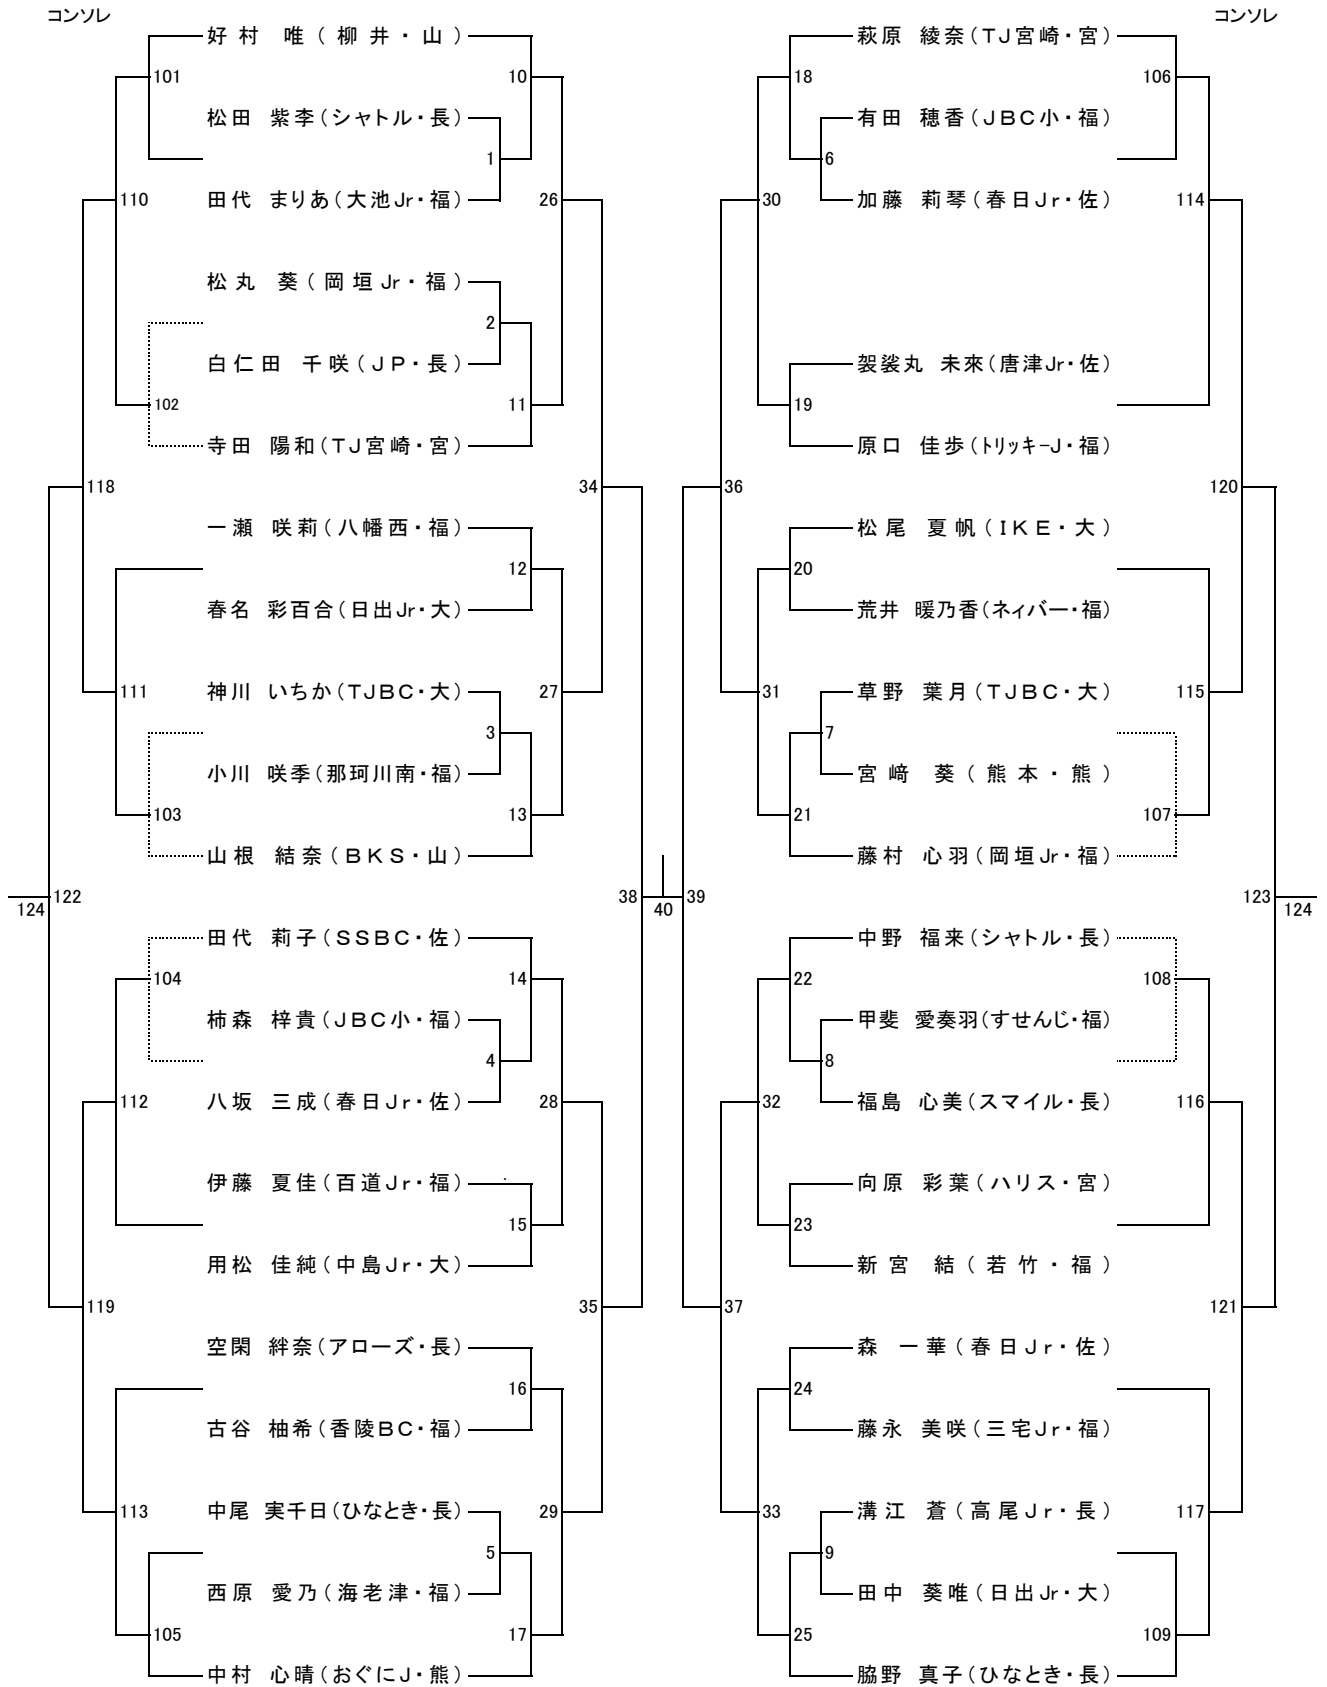 コンソレ
コンソレ
好村 唯(柳井・山)
萩原 綾奈(TJ宮崎・宮)
101
10
18
106
松田 紫李(シャトル・長)
有田 穂香(JBC小・福)
1
6
田代 まりあ(大池Jr・福)
加藤 莉琴(春日Jr・佐)
110
26
30
114
松丸 葵(岡垣Jr・福)
2
白仁田 千咲(JP・長)
袈裟丸 未來(唐津Jr・佐)
102
11
19
寺田 陽和(TJ宮崎・宮)
原口 佳歩(トリッキーJ・福)
118
34
36
120
一瀬 咲莉(八幡西・福)
松尾 夏帆(IKE・大)
12
20
春名 彩百合(日出Jr・大)
荒井 暖乃香(ネィバー・福)
111
神川 いちか(TJBC・大)
27
31
草野 葉月(TJBC・大)
115
3
7
小川 咲季(那珂川南・福)
宮﨑 葵(熊本・熊)
103
13
21
107
山根 結奈(BKS・山)
藤村 心羽(岡垣Jr・福)
124
122
38
40
39
123
124
田代 莉子(SSBC・佐)
中野 福来(シャトル・長)
104
14
22
108
柿森 梓貴(JBC小・福)
甲斐 愛奏羽(すせんじ・福)
4
8
112
八坂 三成(春日Jr・佐)
28
32
福島 心美(スマイル・長)
116
伊藤 夏佳(百道Jr・福)
向原 彩葉(ハリス・宮)
15
23
用松 佳純(中島Jr・大)
新宮 結(若竹・福)
119
35
37
121
空閑 絆奈(アローズ・長)
森 一華(春日Jr・佐)
16
24
古谷 柚希(香陵BC・福)
藤永 美咲(三宅Jr・福)
113
中尾 実千日(ひなとき・長)
29
33
溝江 蒼(高尾Jr・長)
117
5
9
西原 愛乃(海老津・福)
田中 葵唯(日出Jr・大)
105
17
25
109
中村 心晴(おぐにJ・熊)
脇野 真子(ひなとき・長)